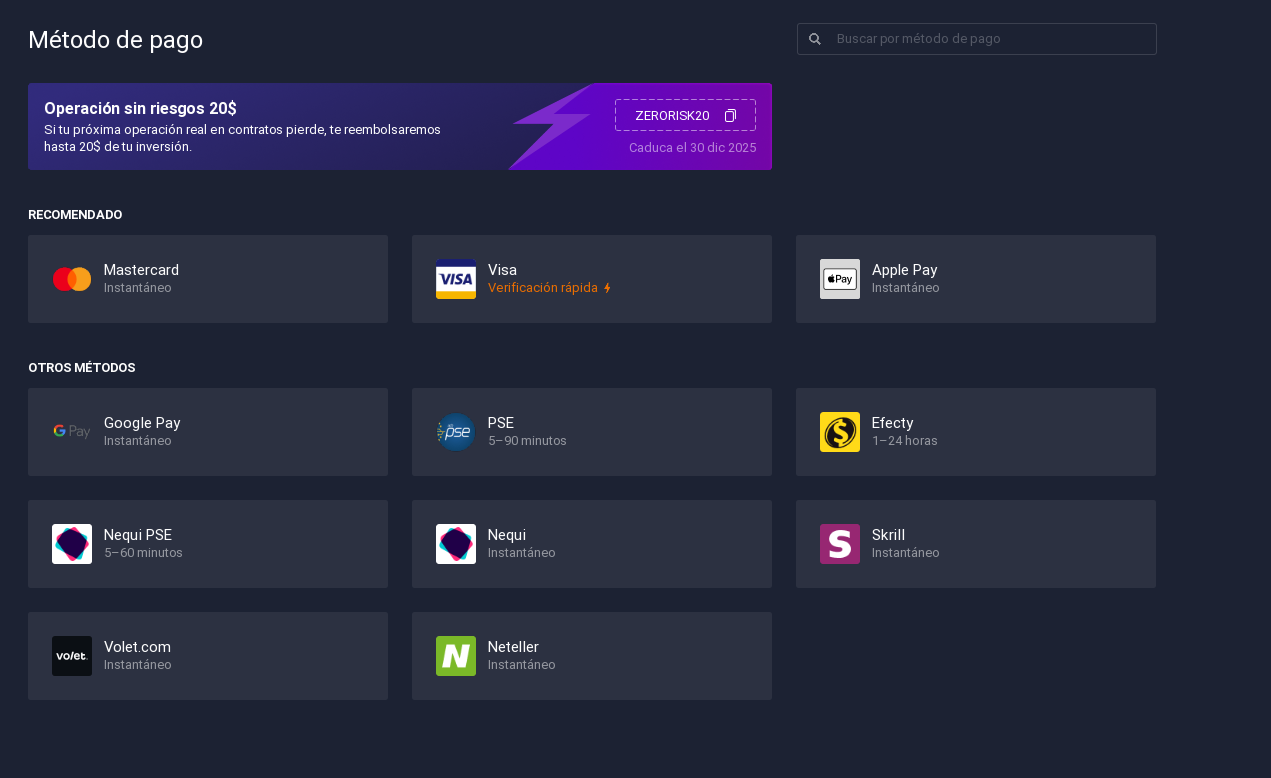 Método de pago
Buscar por método de pago
Operación sin riesgos 20$
Si tu próxima operación real en contratos pierde, te reembolsaremos
hasta 20$ de tu inversión.
ZERORISK20
Caduca el 30 dic 2025
RECOMENDADO
Mastercard
Instantáneo
VISA
Visa
Verificación rápida
Pay
Apple Pay
Instantáneo
OTROS MÉTODOS
G Pay
Google Pay
Instantáneo
pse
PSE
5–90 minutos
$
Efecty
1–24 horas
Nequi PSE
5–60 minutos
Nequi
Instantáneo
S
Skrill
Instantáneo
volet.
Volet.com
Instantáneo
N
Neteller
Instantáneo